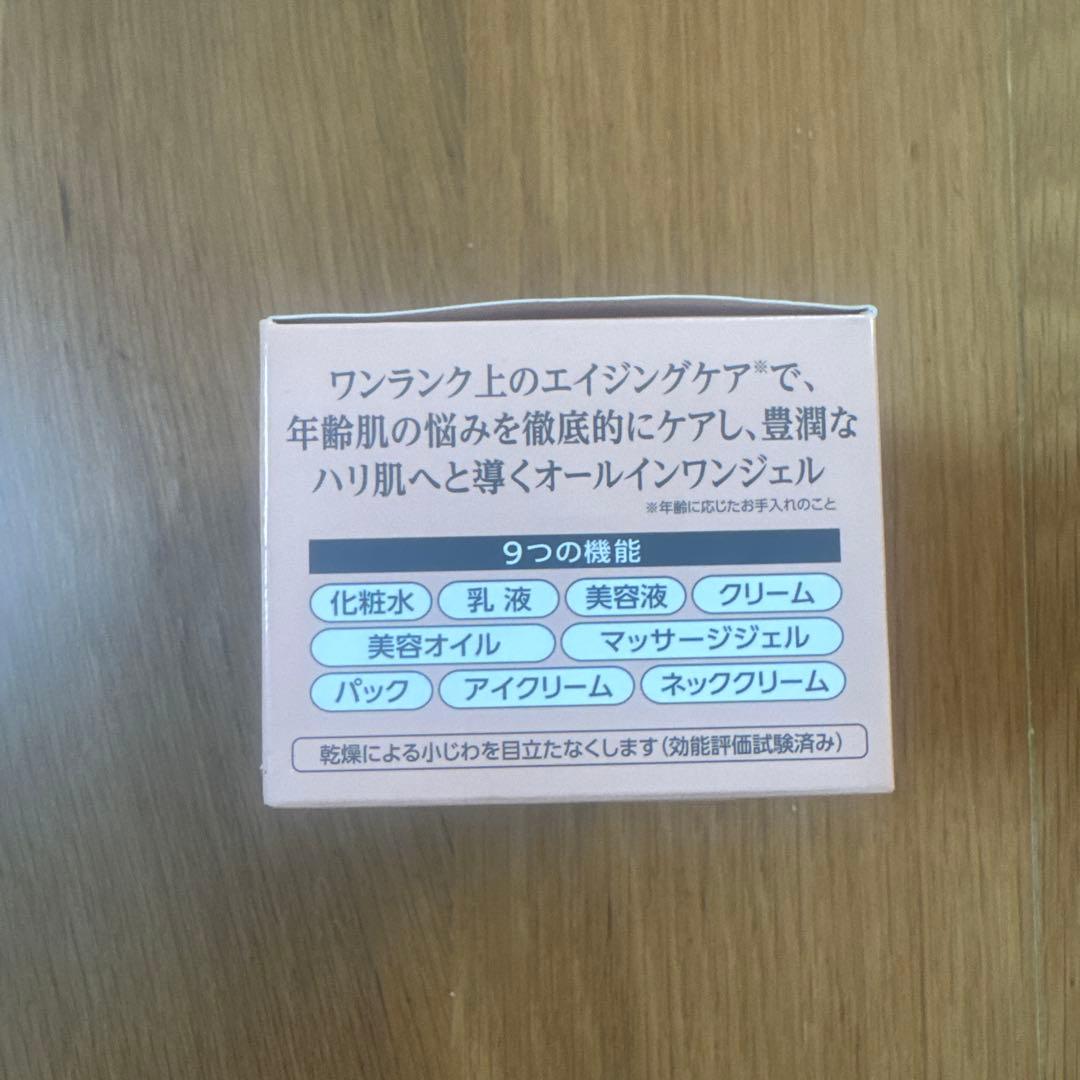 ワンランク上のエイジングケア※で、
年齢肌の悩みを徹底的にケアし、豊潤な
ハリ肌へと導くオールインワンジェル
※年齢に応じたお手入れのこと
9つの機能
化粧水 乳液 美容液 クリーム
美容オイル マッサージジェル
パック アイクリーム ネッククリーム
乾燥による小じわを目立たなくします(効能評価試験済み)